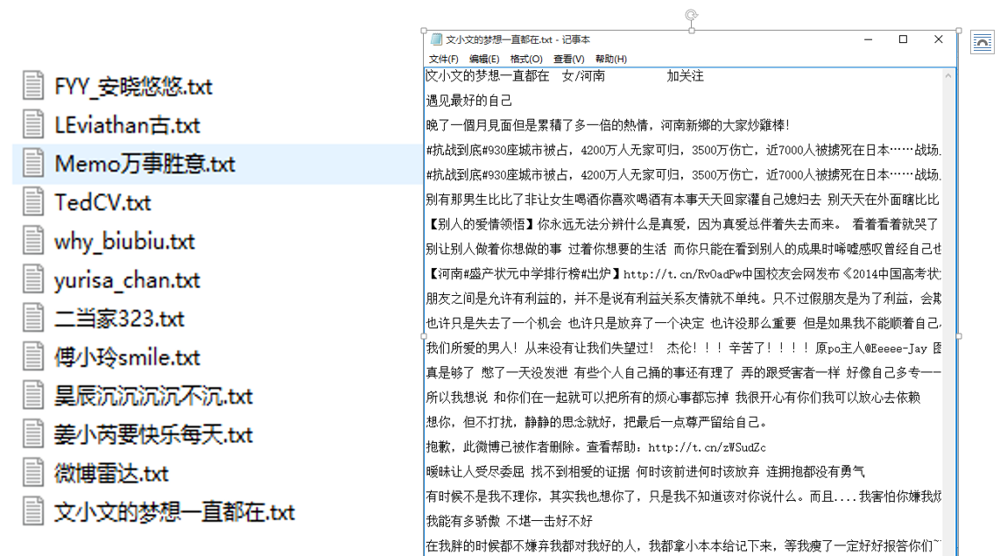 FYY_安晓悠悠.txt
LEviathan古.txt
Memo万事胜意.txt
TedCV.txt
why_biubiu.txt
yurisa_chan.txt
二当家323.txt
傅小玲smile.txt
昊辰沉沉沉沉不沉.txt
姜小芮要快乐每天.txt
微博雷达.txt
文小文的梦想一直都在.txt
文小文的梦想一直都在.txt - 记事本
文件(F) 编辑(E) 格式(O) 查看(V) 帮助(H)
文小文的梦想一直都在 女/河南 加关注
遇见最好的自己
晚了一個月見面但是累積了多一倍的熱情，河南新鄉的大家炒雞棒！
#抗战到底#930座城市被占，4200万人无家可归，3500万伤亡，近7000人被掳死在日本……战场
#抗战到底#930座城市被占，4200万人无家可归，3500万伤亡，近7000人被掳死在日本……战场
别有那男生比比了非让女生喝酒你喜欢喝酒有本事天天回家灌自己媳妇去 别天天在外面瞎比比
【别人的爱情领悟】你永远无法分辨什么是真爱，因为真爱总伴着失去而来。 看着看着就哭了
别让别人做着你想做的事 过着你想要的生活 而你只能在看到别人的成果时唏嘘感叹曾经自己也
【河南#盛产状元中学排行榜#出炉】http://t.cn/RvOadPw中国校友会网发布《2014中国高考状
朋友之间是允许有利益的，并不是说有利益关系友情就不单纯。只不过假朋友是为了利益，会欺
也许只是失去了一个机会 也许只是放弃了一个决定 也许没那么重要 但是如果我不能顺着自己
我们所爱的男人！从来没有让我们失望过！ 杰伦！！！辛苦了！！！！原po主人@Eeeee-Jay 图
真是够了 憋了一天没发泄 有些个人自己捅的事还有理了 弄的跟受害者一样 好像自己多专一
所以我想说 和你们在一起就可以把所有的烦心事都忘掉 我很开心有你们我可以放心去依赖
想你，但不打扰，静静的思念就好，把最后一点尊严留给自己。
抱歉，此微博已被作者删除。查看帮助：http://t.cn/zWSudZc
暧昧让人受尽委屈 找不到相爱的证据 何时该前进何时该放弃 连拥抱都没有勇气
有时候不是我不理你，其实我也想你了，只是我不知道该对你说什么。而且....我害怕你嫌我烦
我能有多骄傲 不堪一击好不好
在我胖的时候都不嫌弃我都对我好的人，我都拿小本本给记下来，等我瘦了一定好好报答你们~